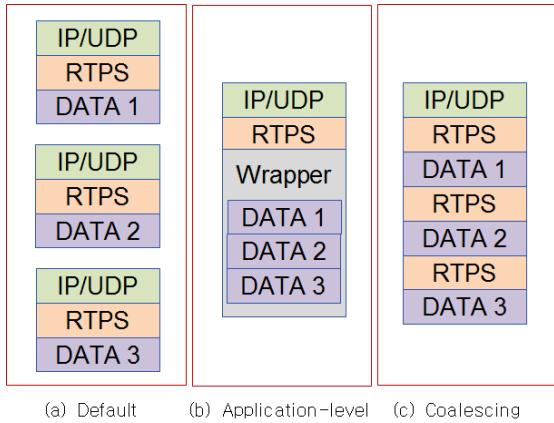 IP/UDP
RTPS
DATA 1
IP/UDP
RTPS
DATA 2
IP/UDP
RTPS
DATA 3
(a) Default
IP/UDP
RTPS
Wrapper
DATA 1
DATA 2
DATA 3
(b) Application-level
IP/UDP
RTPS
DATA 1
RTPS
DATA 2
RTPS
DATA 3
(c) Coalescing